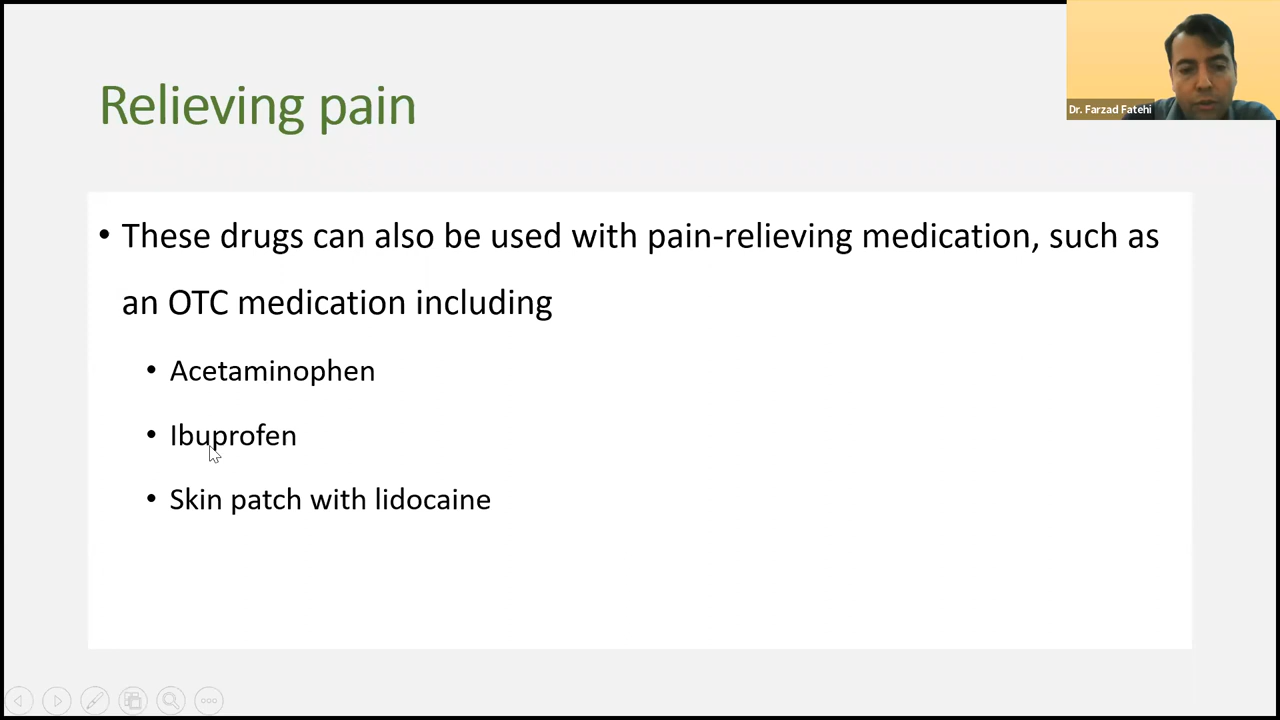 Relieving pain
Dr. Farzad Fatehi
• These drugs can also be used with pain-relieving medication, such as
an OTC medication including
• Acetaminophen
• Ibuprofen
• Skin patch with lidocaine